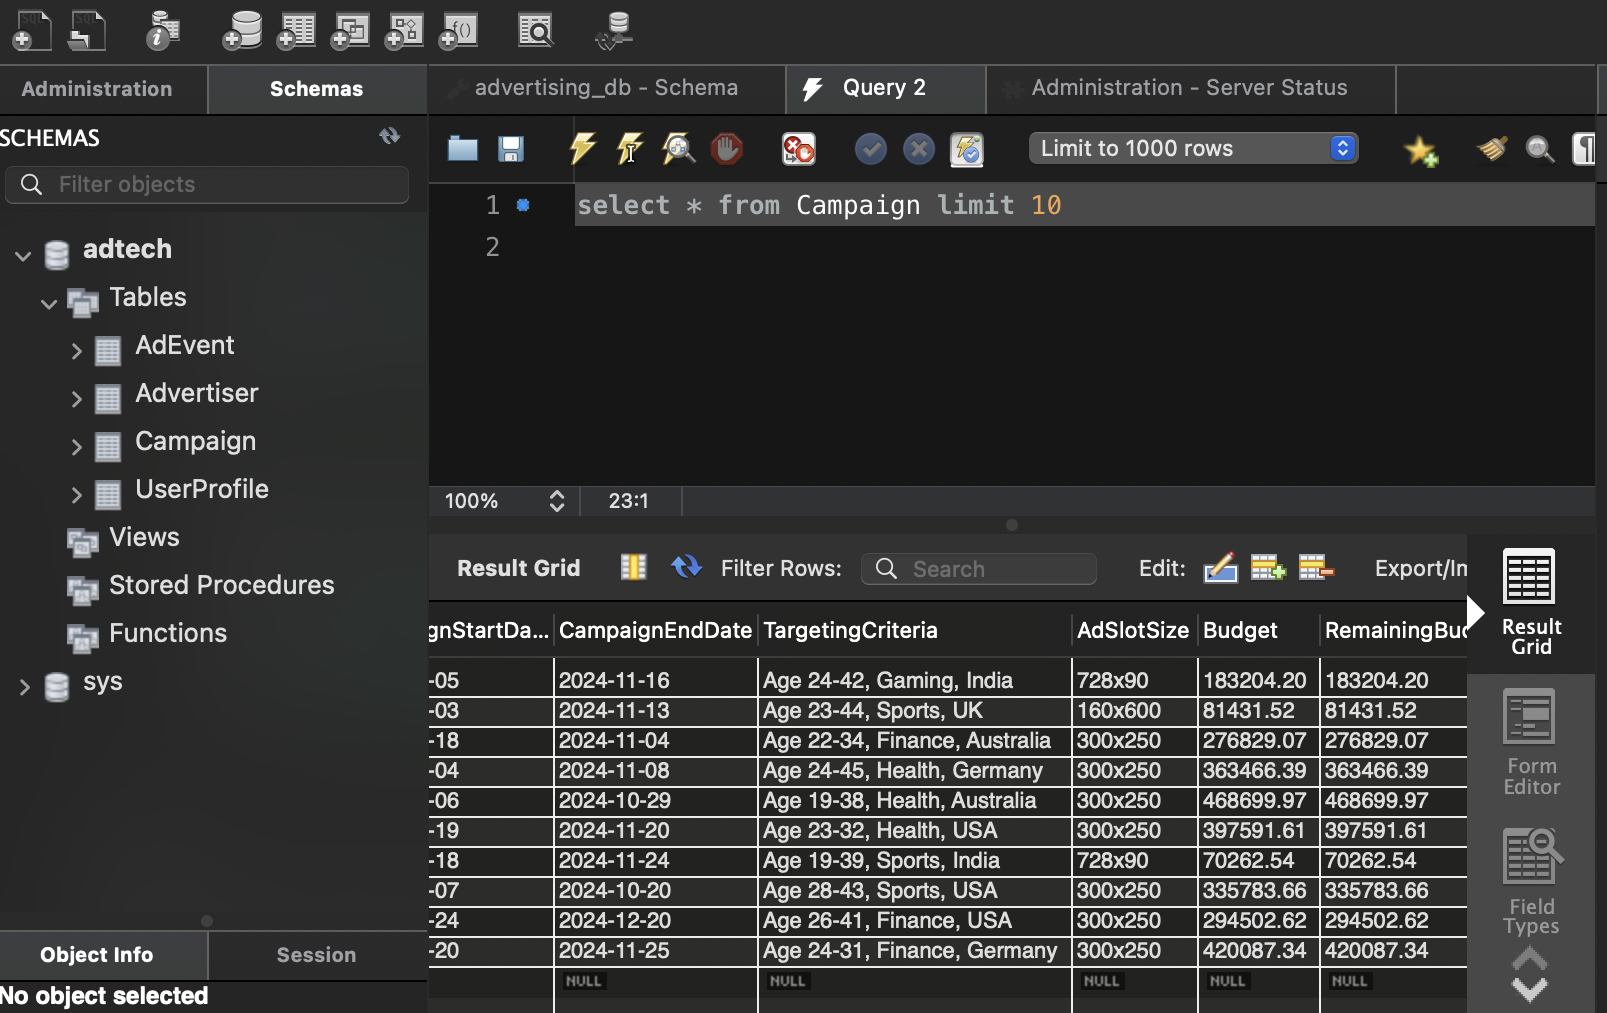 Administration
Schemas
advertising_db - Schema
Query 2
Administration - Server Status
SCHEMAS
Filter objects
Limit to 1000 rows
1 select * from Campaign limit 10
2
adtech
Tables
AdEvent
Advertiser
Campaign
UserProfile
Views
Stored Procedures
Functions
sys
100%
23:1
Result Grid
Filter Rows:
Search
Edit:
Export/Im
gnStartDa... CampaignEndDate TargetingCriteria AdSlotSize Budget RemainingBud
-05 2024-11-16 Age 24-42, Gaming, India 728x90 183204.20 183204.20
-03 2024-11-13 Age 23-44, Sports, UK 160x600 81431.52 81431.52
-18 2024-11-04 Age 22-34, Finance, Australia 300x250 276829.07 276829.07
-04 2024-11-08 Age 24-45, Health, Germany 300x250 363466.39 363466.39
-06 2024-10-29 Age 19-38, Health, Australia 300x250 468699.97 468699.97
-19 2024-11-20 Age 23-32, Health, USA 300x250 397591.61 397591.61
-18 2024-11-24 Age 19-39, Sports, India 728x90 70262.54 70262.54
-07 2024-10-20 Age 28-43, Sports, USA 300x250 335783.66 335783.66
-24 2024-12-20 Age 26-41, Finance, USA 300x250 294502.62 294502.62
-20 2024-11-25 Age 24-31, Finance, Germany 300x250 420087.34 420087.34
NULL NULL NULL NULL NULL
Result
Grid
Form
Editor
Field
Types
Object Info
Session
No object selected